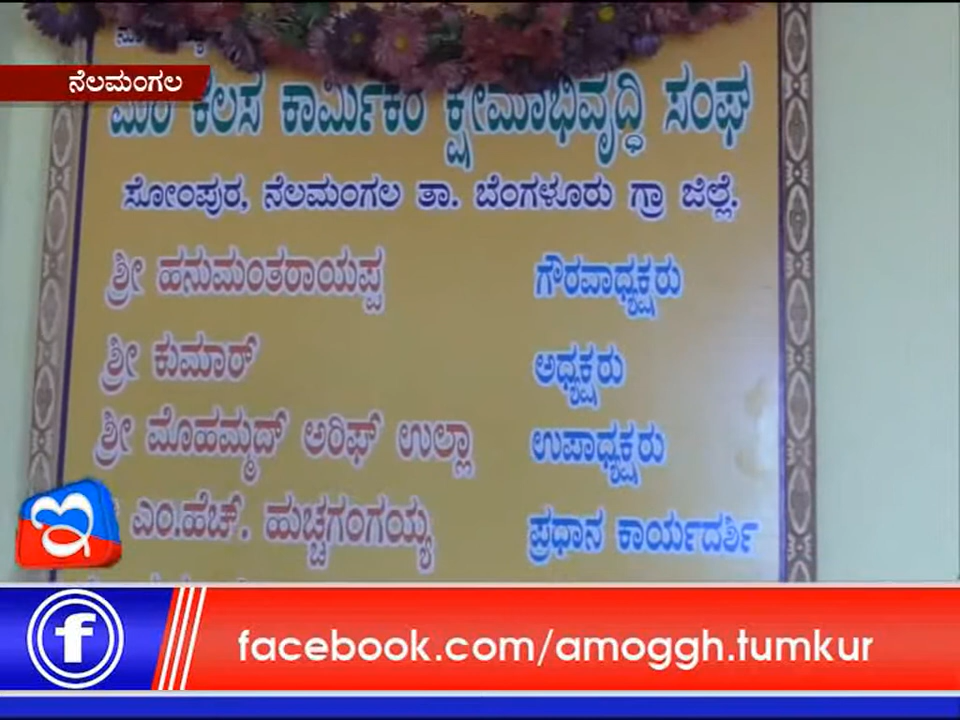 ನೆಲಮಂಗಲ
ಕೆಲಸ ಕಾರ್ಮಿಕರ ಕ್ಷೇಮಾಭಿವೃದ್ಧಿ ಸಂಘ
ಸೋಂಪುರ, ನೆಲಮಂಗಲ ತಾ. ಬೆಂಗಳೂರು ಗ್ರಾ ಜಿಲ್ಲೆ.
ಶ್ರೀ ಹನುಮಂತರಾಯಪ್ಪ ಗೌರವಾಧ್ಯಕ್ಷರು
ಶ್ರೀ ಕುಮಾರ್ ಅಧ್ಯಕ್ಷರು
ಶ್ರೀ ಮೊಹಮ್ಮದ್ ಅರಿಫ್ ಉಲ್ಲಾ ಉಪಾಧ್ಯಕ್ಷರು
ಎಂ.ಹೆಚ್. ಹುಚ್ಚಗಂಗಯ್ಯ ಪ್ರಧಾನ ಕಾರ್ಯದರ್ಶಿ
facebook.com/amoggh.tumkur